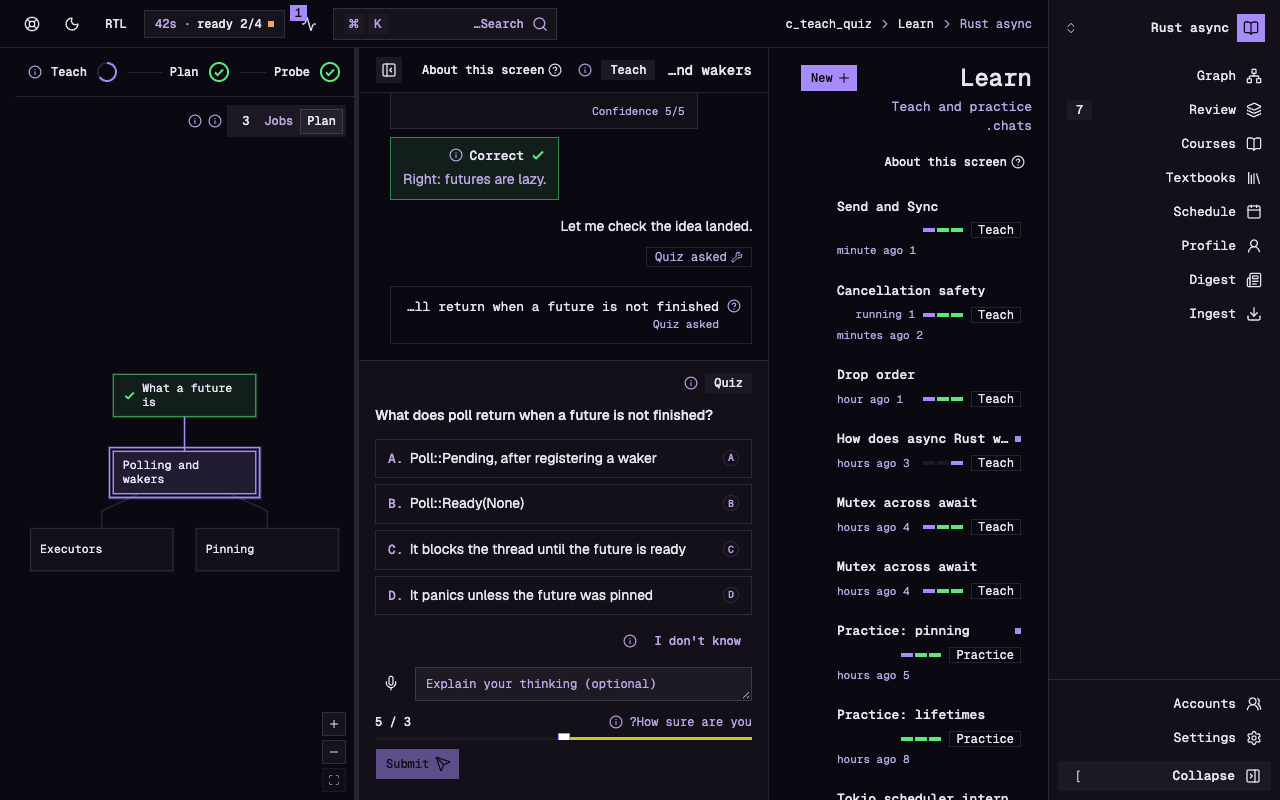 RTL
42s · ready 2/4
1
⌘ K
Search…
c_teach_quiz > Learn > Rust async
Rust async
Teach
Plan
Probe
3 Jobs Plan
What a future is
Polling and wakers
Executors
Pinning
About this screen
Teach
…nd wakers
Confidence 5/5
Correct
Right: futures are lazy.
Let me check the idea landed.
Quiz asked
…ll return when a future is not finished
Quiz asked
Quiz
What does poll return when a future is not finished?
A. Poll::Pending, after registering a waker A
B. Poll::Ready(None) B
C. It blocks the thread until the future is ready C
D. It panics unless the future was pinned D
I don't know
Explain your thinking (optional)
5 / 3
?How sure are you
Submit
New +
Learn
Teach and practice
.chats
About this screen
Send and Sync
Teach
minute ago 1
Cancellation safety
running 1 Teach
minutes ago 2
Drop order
hour ago 1 Teach
How does async Rust w…
hours ago 3 Teach
Mutex across await
hours ago 4 Teach
Mutex across await
hours ago 4 Teach
Practice: pinning
Practice
hours ago 5
Practice: lifetimes
Practice
hours ago 8
Tokio scheduler intern
Graph
7 Review
Courses
Textbooks
Schedule
Profile
Digest
Ingest
Accounts
Settings
[ Collapse